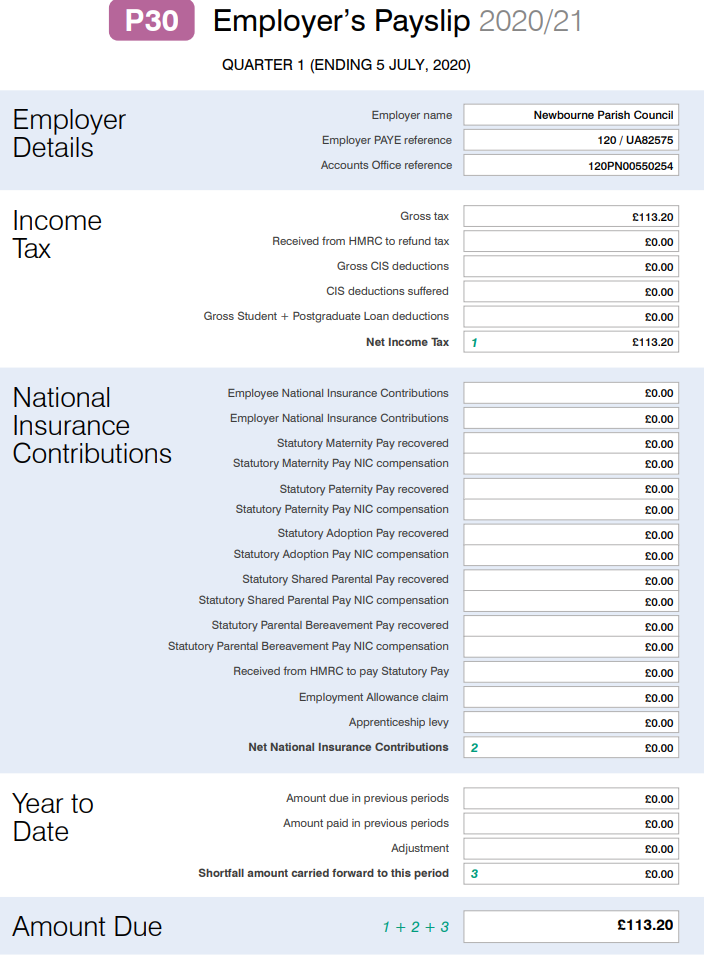 P30 Employer’s Payslip 2020/21
QUARTER 1 (ENDING 5 JULY, 2020)
Employer
Details
Employer name Newbourne Parish Council
Employer PAYE reference 120 / UA82575
Accounts Office reference 120PN00550254
Income
Tax
Gross tax £113.20
Received from HMRC to refund tax £0.00
Gross CIS deductions £0.00
CIS deductions suffered £0.00
Gross Student + Postgraduate Loan deductions £0.00
Net Income Tax 1 £113.20
National
Insurance
Contributions
Employee National Insurance Contributions £0.00
Employer National Insurance Contributions £0.00
Statutory Maternity Pay recovered £0.00
Statutory Maternity Pay NIC compensation £0.00
Statutory Paternity Pay recovered £0.00
Statutory Paternity Pay NIC compensation £0.00
Statutory Adoption Pay recovered £0.00
Statutory Adoption Pay NIC compensation £0.00
Statutory Shared Parental Pay recovered £0.00
Statutory Shared Parental Pay NIC compensation £0.00
Statutory Parental Bereavement Pay recovered £0.00
Statutory Parental Bereavement Pay NIC compensation £0.00
Received from HMRC to pay Statutory Pay £0.00
Employment Allowance claim £0.00
Apprenticeship levy £0.00
Net National Insurance Contributions 2 £0.00
Year to
Date
Amount due in previous periods £0.00
Amount paid in previous periods £0.00
Adjustment £0.00
Shortfall amount carried forward to this period 3 £0.00
Amount Due 1 + 2 + 3 £113.20